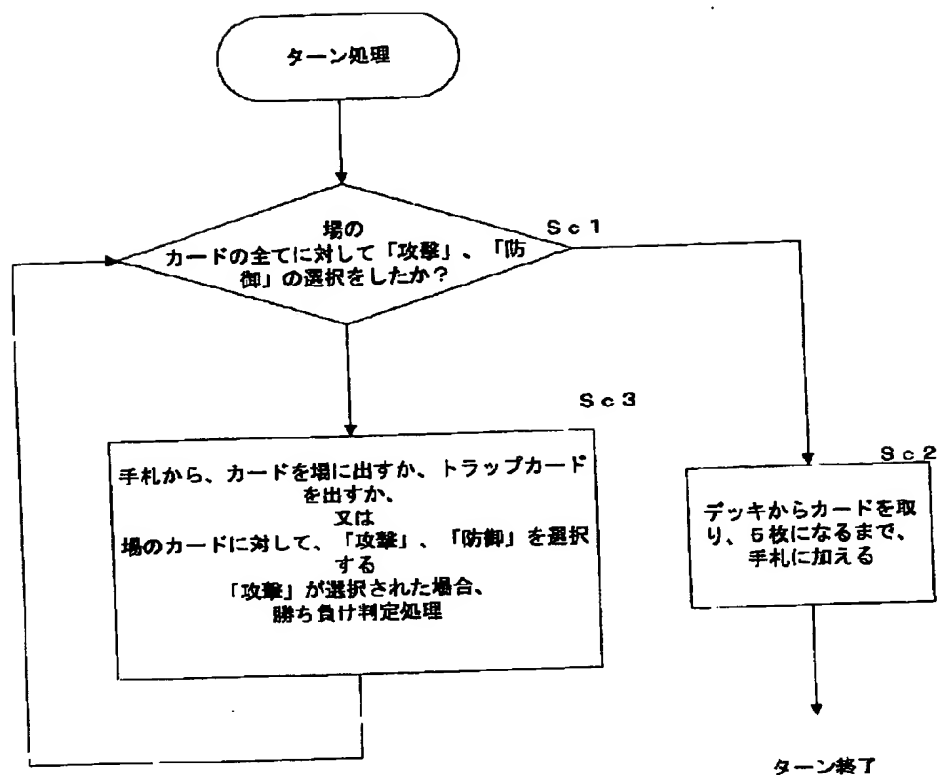 ターン処理
場の
Sc1
カードの全てに対して「攻撃」、「防
御」の選択をしたか？
Sc3
手札から、カードを場に出すか、トラップカード
を出すか、
又は
場のカードに対して、「攻撃」、「防御」を選択
する
「攻撃」が選択された場合、
勝ち負け判定処理
Sc2
デッキからカードを取
り、5枚になるまで、
手札に加える
ターン終了